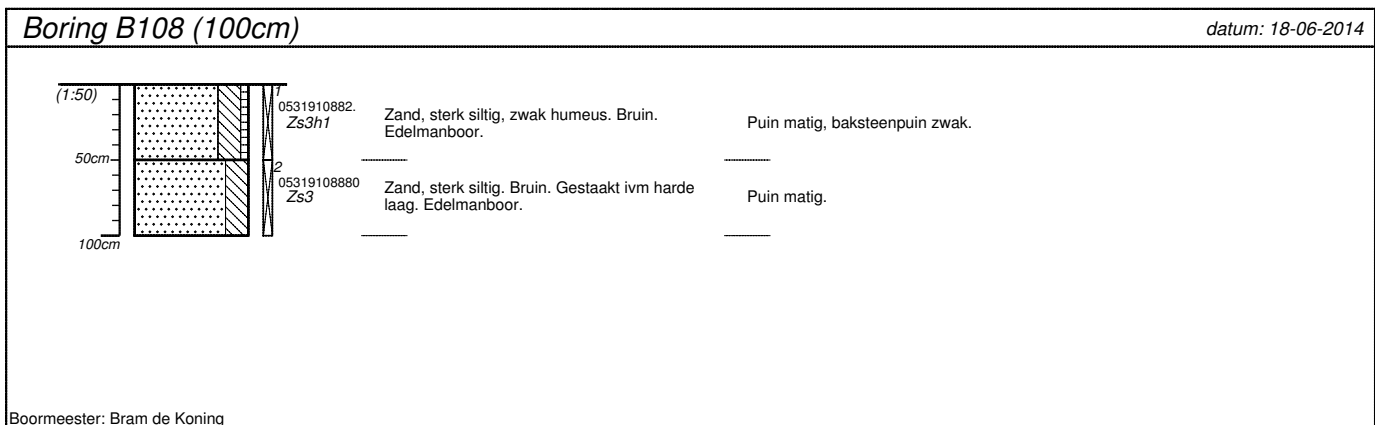 Boring B108 (100cm)
datum: 18-06-2014
(1:50)
1
0531910882.
Zs3h1
Zand, sterk siltig, zwak humeus. Bruin.
Edelmanboor.
Puin matig, baksteenpuin zwak.
50cm
2
05319108880
Zs3
Zand, sterk siltig. Bruin. Gestaakt ivm harde
laag. Edelmanboor.
Puin matig.
100cm
Boormeester: Bram de Koning